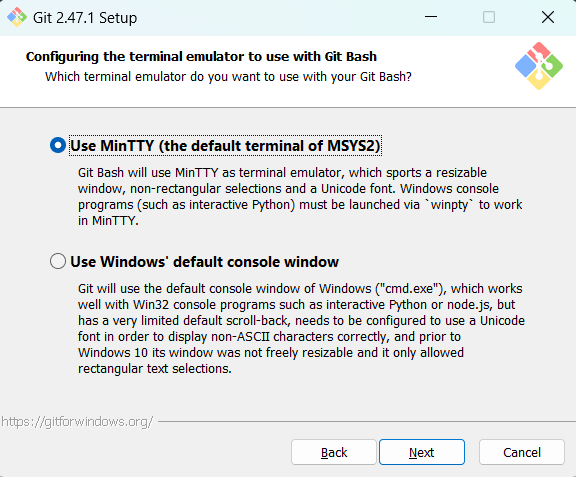 Git 2.47.1 Setup
Configuring the terminal emulator to use with Git Bash
Which terminal emulator do you want to use with your Git Bash?
Use MinTTY (the default terminal of MSYS2)
Git Bash will use MinTTY as terminal emulator, which sports a resizable
window, non-rectangular selections and a Unicode font. Windows console
programs (such as interactive Python) must be launched via `winpty` to work
in MinTTY.
Use Windows' default console window
Git will use the default console window of Windows ("cmd.exe"), which works
well with Win32 console programs such as interactive Python or node.js, but
has a very limited default scroll-back, needs to be configured to use a Unicode
font in order to display non-ASCII characters correctly, and prior to
Windows 10 its window was not freely resizable and it only allowed
rectangular text selections.
https://gitforwindows.org/
Back Next Cancel